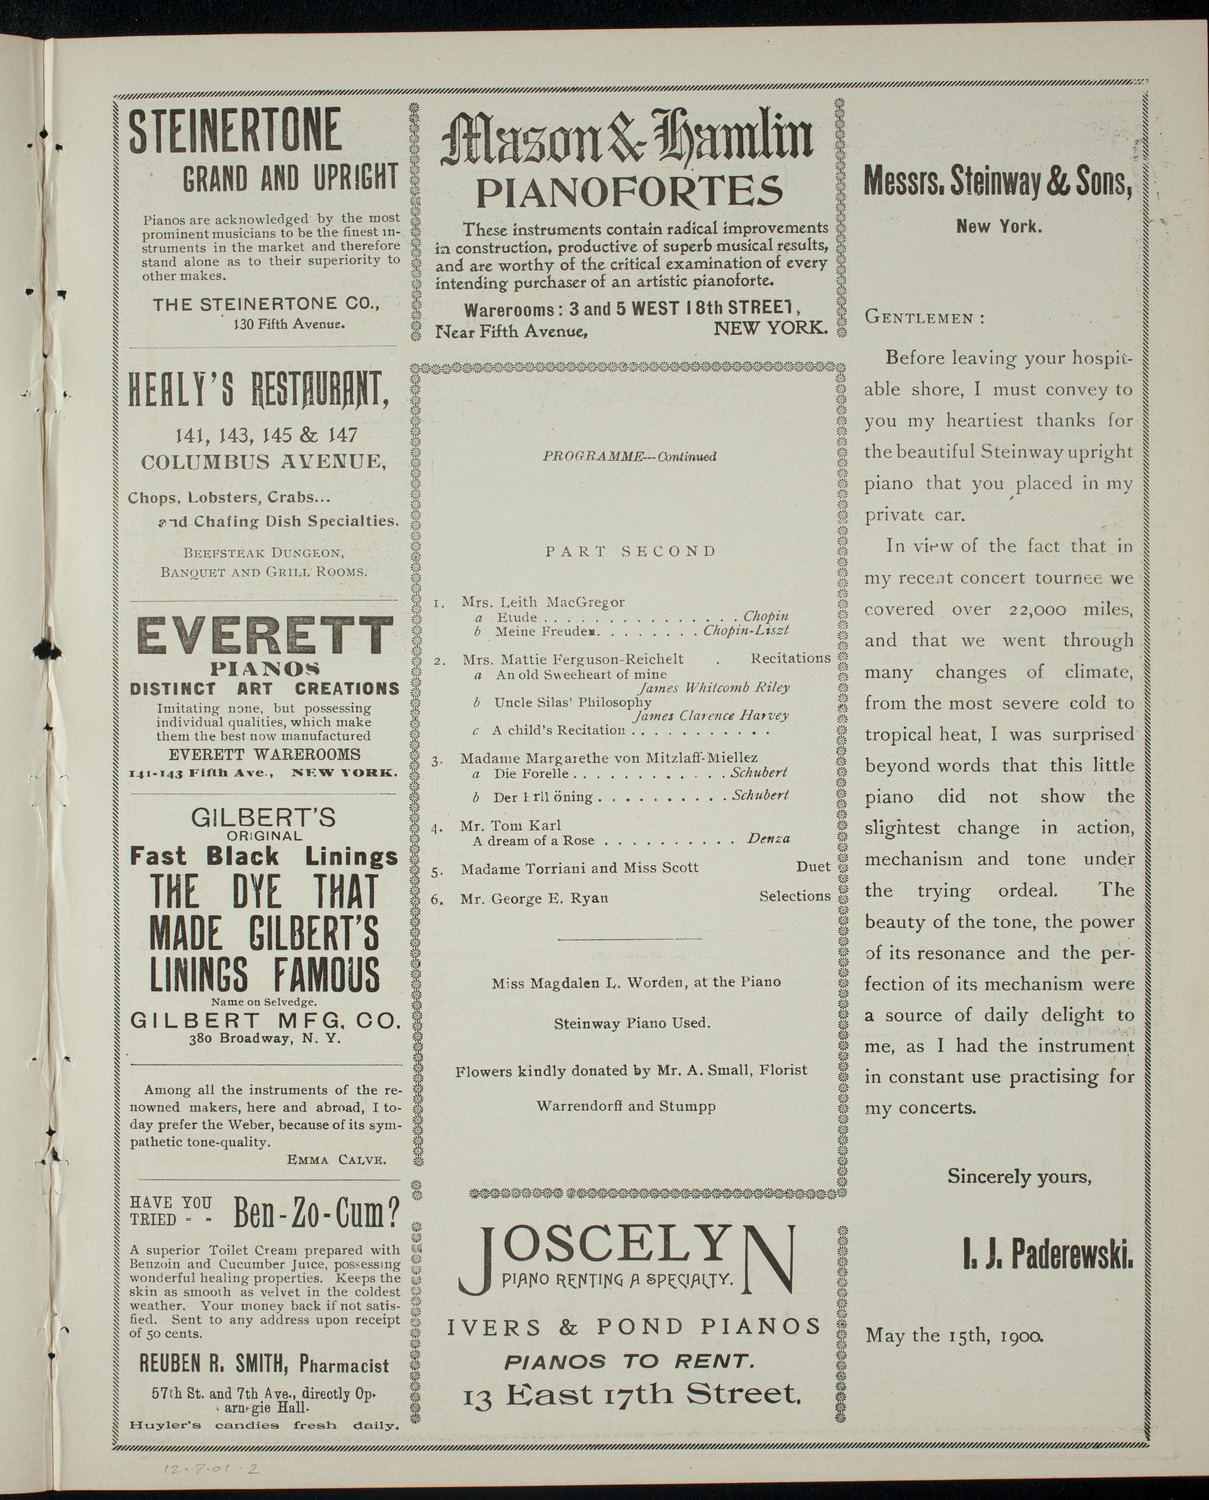 STEINERTONE
GRAND AND UPRIGHT
Pianos are acknowledged by the most
prominent musicians to be the finest in-
struments in the market and therefore
stand alone as to their superiority to
other makes.
THE STEINERTONE CO.,
130 Fifth Avenue.
HEALY'S RESTAURANT,
141, 143, 145 & 147
COLUMBUS AVENUE,
Chops, Lobsters, Crabs...
and Chafing Dish Specialties.
BEEFSTEAK DUNGEON,
BANQUET AND GRILL ROOMS.
EVERETT
PIANOS
DISTINCT ART CREATIONS
Imitating none, but possessing
individual qualities, which make
them the best now manufactured
EVERETT WAREROOMS
141-143 Fifth Ave., NEW YORK.
GILBERT'S
ORIGINAL
Fast Black Linings
THE DYE THAT
MADE GILBERT'S
LININGS FAMOUS
Name on Selvedge.
GILBERT MFG. CO.
380 Broadway, N. Y.
Among all the instruments of the re-
nowned makers, here and abroad, I to-
day prefer the Weber, because of its sym-
pathetic tone-quality.
EMMA CALVE.
HAVE YOU
TRIED - - Ben-Zo-Cum?
A superior Toilet Cream prepared with
Benzoin and Cucumber Juice, possessing
wonderful healing properties. Keeps the
skin as smooth as velvet in the coldest
weather. Your money back if not satis-
fied. Sent to any address upon receipt
of 50 cents.
REUBEN R. SMITH, Pharmacist
57th St. and 7th Ave., directly Op.
arnegie Hall.
Huyler's candies fresh daily.
Mason & Hamlin
PIANOFORTES
These instruments contain radical improvements
in construction, productive of superb musical results,
and are worthy of the critical examination of every
intending purchaser of an artistic pianoforte.
Warerooms: 3 and 5 WEST 18th STREET,
Near Fifth Avenue, NEW YORK.
PROGRAMME---Continued
PART SECOND
1. Mrs. Leith MacGregor
a Etude . . . . . . . . . . . . . . . Chopin
b Meine Freuden. . . . . . . . Chopin-Liszt
2. Mrs. Mattie Ferguson-Reichelt . Recitations
a An old Sweeheart of mine
James Whitcomb Riley
b Uncle Silas' Philosophy
James Clarence Harvey
c A child's Recitation . . . . . . . . . . .
3. Madame Margarethe von Mitzlaff-Miellez
a Die Forelle . . . . . . . . . . . . Schubert
b Der Erll öning . . . . . . . . . . Schubert
4. Mr. Tom Karl
A dream of a Rose . . . . . . . . . . Denza
5. Madame Torriani and Miss Scott Duet
6. Mr. George E. Ryan Selections
Miss Magdalen L. Worden, at the Piano
Steinway Piano Used.
Flowers kindly donated by Mr. A. Small, Florist
Warrendorff and Stumpp
JOSCELYN
PIANO RENTING A SPECIALTY.
IVERS & POND PIANOS
PIANOS TO RENT.
13 East 17th Street.
Messrs. Steinway & Sons,
New York.
GENTLEMEN :
Before leaving your hospit-
able shore, I must convey to
you my heartiest thanks for
the beautiful Steinway upright
piano that you placed in my
private car.
In view of the fact that in
my recent concert tournee we
covered over 22,000 miles,
and that we went through
many changes of climate,
from the most severe cold to
tropical heat, I was surprised
beyond words that this little
piano did not show the
slightest change in action,
mechanism and tone under
the trying ordeal. The
beauty of the tone, the power
of its resonance and the per-
fection of its mechanism were
a source of daily delight to
me, as I had the instrument
in constant use practising for
my concerts.
Sincerely yours,
I. J. Paderewski.
May the 15th, 1900.
12.7.01-2